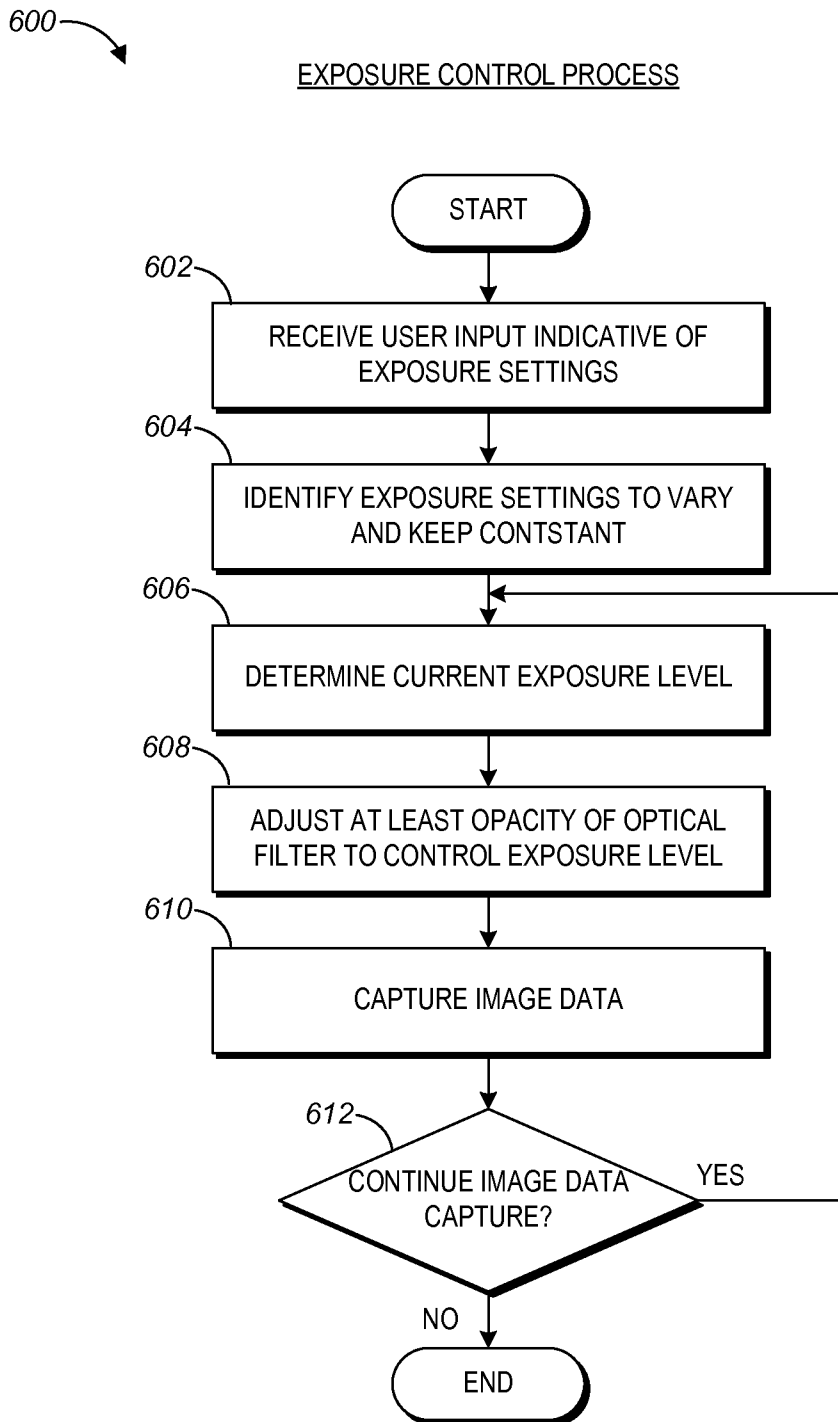 600
EXPOSURE CONTROL PROCESS
START
602
RECEIVE USER INPUT INDICATIVE OF
EXPOSURE SETTINGS
604
IDENTIFY EXPOSURE SETTINGS TO VARY
AND KEEP CONTSTANT
606
DETERMINE CURRENT EXPOSURE LEVEL
608
ADJUST AT LEAST OPACITY OF OPTICAL
FILTER TO CONTROL EXPOSURE LEVEL
610
CAPTURE IMAGE DATA
612
CONTINUE IMAGE DATA
CAPTURE?
YES
NO
END